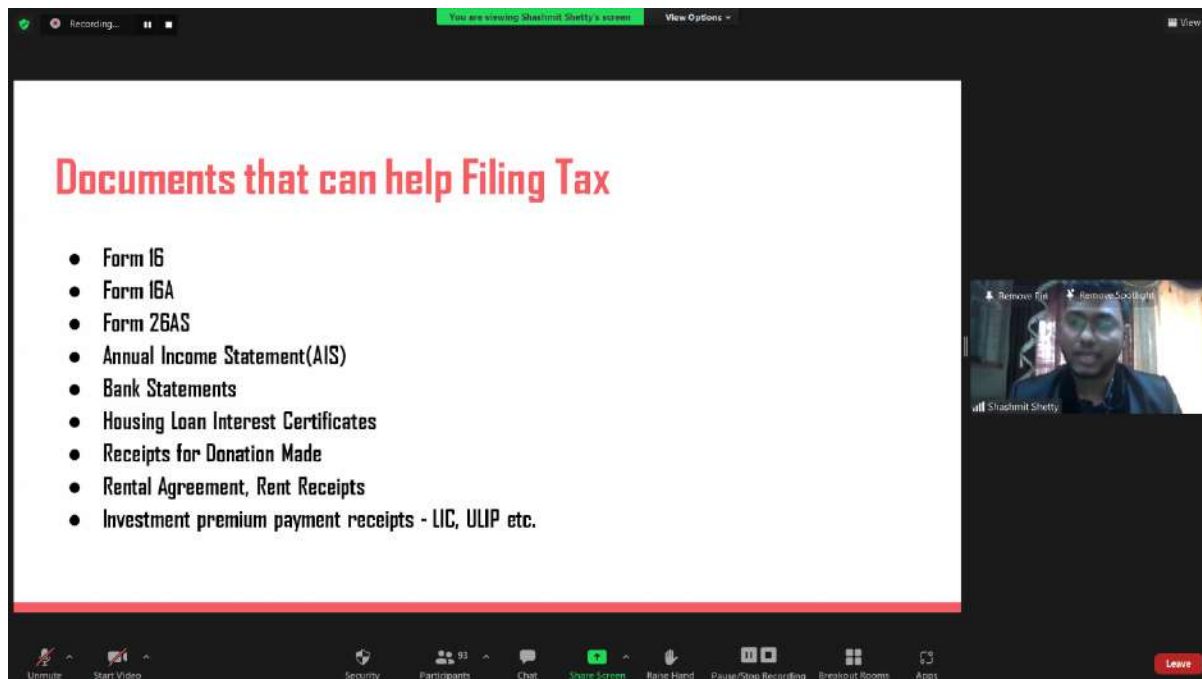 Recording...
You are viewing Shashmit Shetty's screen
View Options
View
Documents that can help Filing Tax
● Form 16
● Form 16A
● Form 26AS
● Annual Income Statement(AIS)
● Bank Statements
● Housing Loan Interest Certificates
● Receipts for Donation Made
● Rental Agreement, Rent Receipts
● Investment premium payment receipts - LIC, ULIP etc.
Remove Pin
Remove Spotlight
Shashmit Shetty
93
Unmute
Start Video
Security
Participants
Chat
Share Screen
Raise Hand
Pause/Stop Recording
Breakout Rooms
Apps
Leave